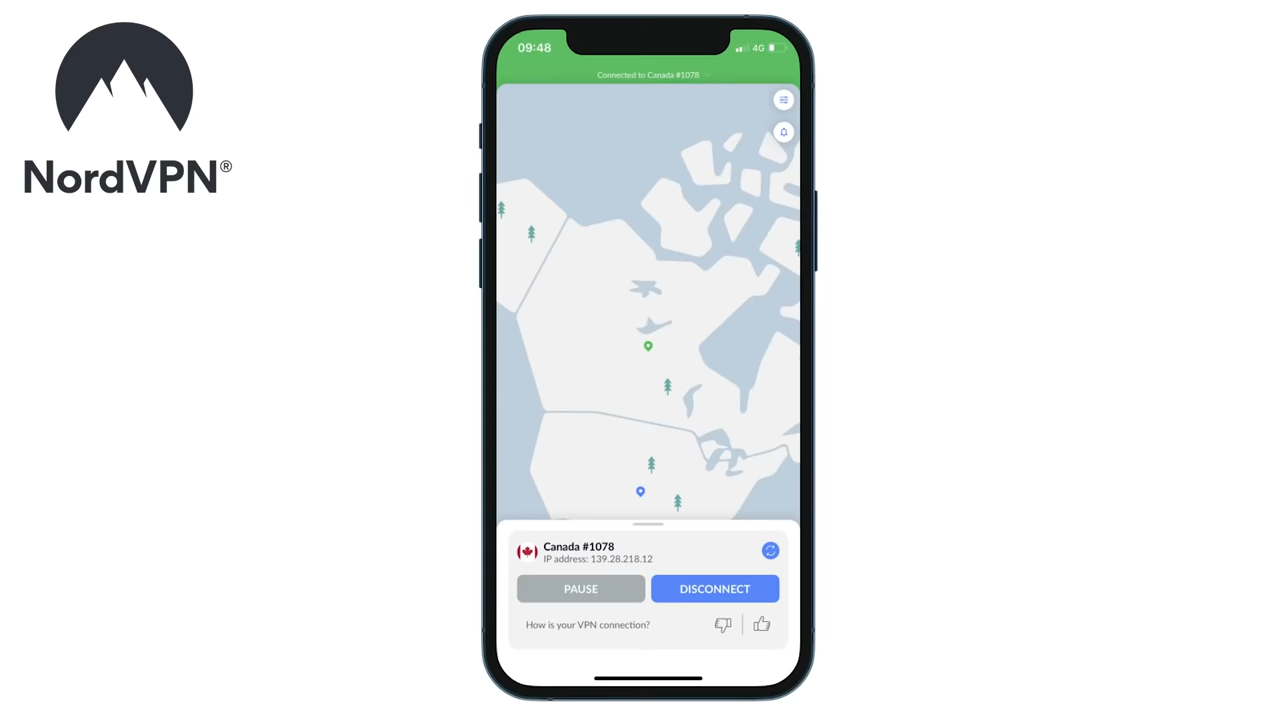 NordVPN®
09:48
4G
Connected to Canada #1078
Canada #1078
IP address: 139.28.218.12
PAUSE
DISCONNECT
How is your VPN connection?